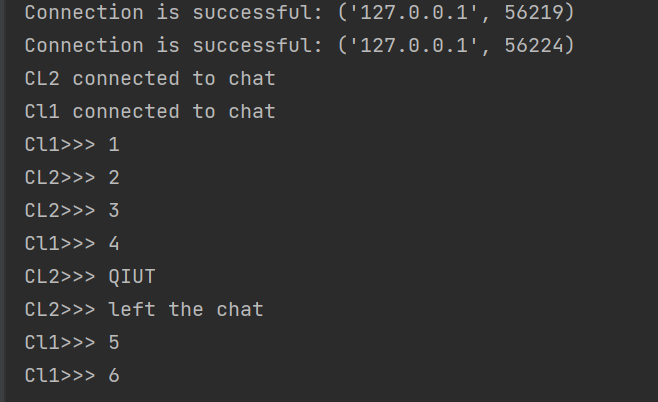 Connection is successful: ('127.0.0.1', 56219)
Connection is successful: ('127.0.0.1', 56224)
CL2 connected to chat
Cl1 connected to chat
Cl1>>> 1
CL2>>> 2
CL2>>> 3
Cl1>>> 4
CL2>>> QIUT
CL2>>> left the chat
Cl1>>> 5
Cl1>>> 6